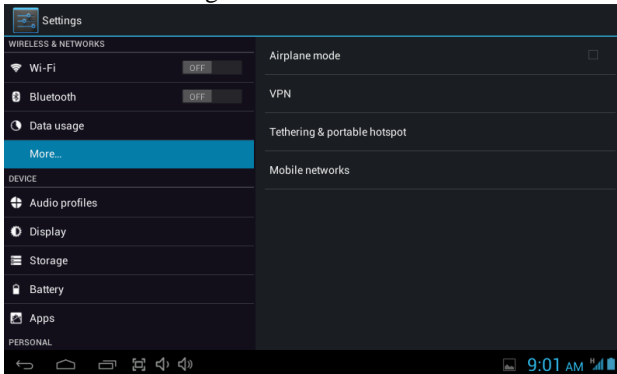 Settings
WIRELESS & NETWORKS
Wi-Fi OFF
Bluetooth OFF
Data usage
More...
DEVICE
Audio profiles
Display
Storage
Battery
Apps
PERSONAL
Airplane mode
VPN
Tethering & portable hotspot
Mobile networks
9:01 AM H